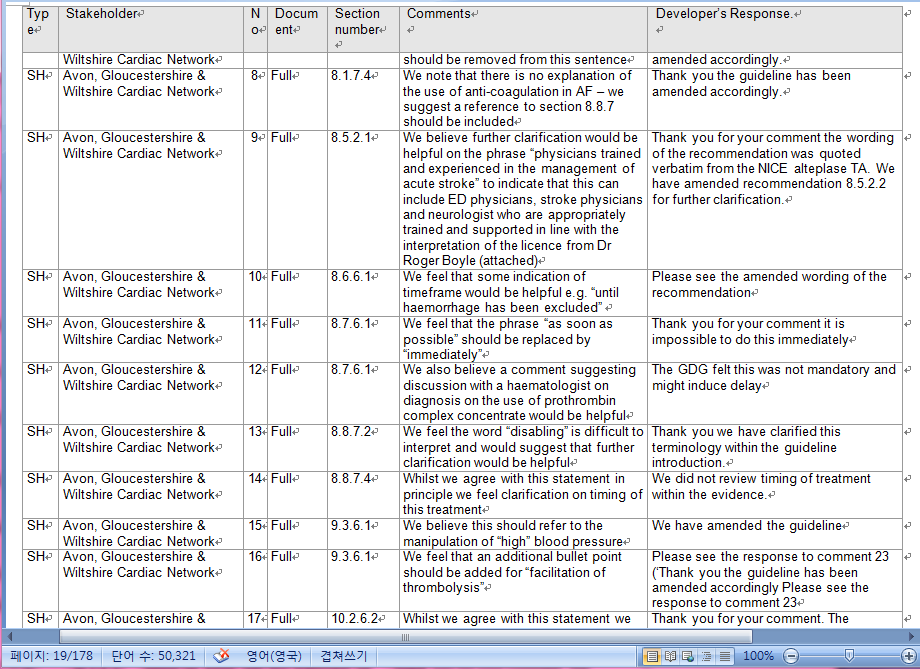 Typ Stakeholder N Docum Section Comments Developer's Response.
e o ent number
Wiltshire Cardiac Network should be removed from this sentence amended accordingly.
SH Avon, Gloucestershire & 8 Full 8.1.7.4 We note that there is no explanation of Thank you the guideline has been
Wiltshire Cardiac Network the use of anti-coagulation in AF – we amended accordingly.
suggest a reference to section 8.8.7
should be included
SH Avon, Gloucestershire & 9 Full 8.5.2.1 We believe further clarification would be Thank you for your comment the wording
Wiltshire Cardiac Network helpful on the phrase “physicians trained of the recommendation was quoted
and experienced in the management of verbatim from the NICE alteplase TA. We
acute stroke” to indicate that this can have amended recommendation 8.5.2.2
include ED physicians, stroke physicians for further clarification.
and neurologist who are appropriately
trained and supported in line with the
interpretation of the licence from Dr
Roger Boyle (attached)
SH Avon, Gloucestershire & 10 Full 8.6.6.1 We feel that some indication of Please see the amended wording of the
Wiltshire Cardiac Network timeframe would be helpful e.g. “until recommendation
haemorrhage has been excluded”
SH Avon, Gloucestershire & 11 Full 8.7.6.1 We feel that the phrase “as soon as Thank you for your comment it is
Wiltshire Cardiac Network possible” should be replaced by impossible to do this immediately
“immediately”
SH Avon, Gloucestershire & 12 Full 8.7.6.1 We also believe a comment suggesting The GDG felt this was not mandatory and
Wiltshire Cardiac Network discussion with a haematologist on might induce delay
diagnosis on the use of prothrombin
complex concentrate would be helpful
SH Avon, Gloucestershire & 13 Full 8.8.7.2 We feel the word “disabling” is difficult to Thank you we have clarified this
Wiltshire Cardiac Network interpret and would suggest that further terminology within the guideline
clarification would be helpful introduction.
SH Avon, Gloucestershire & 14 Full 8.8.7.4 Whilst we agree with this statement in We did not review timing of treatment
Wiltshire Cardiac Network principle we feel clarification on timing of within the evidence.
this treatment
SH Avon, Gloucestershire & 15 Full 9.3.6.1 We believe this should refer to the We have amended the guideline
Wiltshire Cardiac Network manipulation of “high” blood pressure
SH Avon, Gloucestershire & 16 Full 9.3.6.1 We feel that an additional bullet point Please see the response to comment 23
Wiltshire Cardiac Network should be added for “facilitation of (‘Thank you the guideline has been
thrombolysis” amended accordingly Please see the
response to comment 23
SH Avon, Gloucestershire & 17 Full 10.2.6.2 Whilst we agree with this statement we Thank you for your comment. The
페이지: 19/178 단어 수: 50,321 영어(영국) 겹쳐쓰기 100%